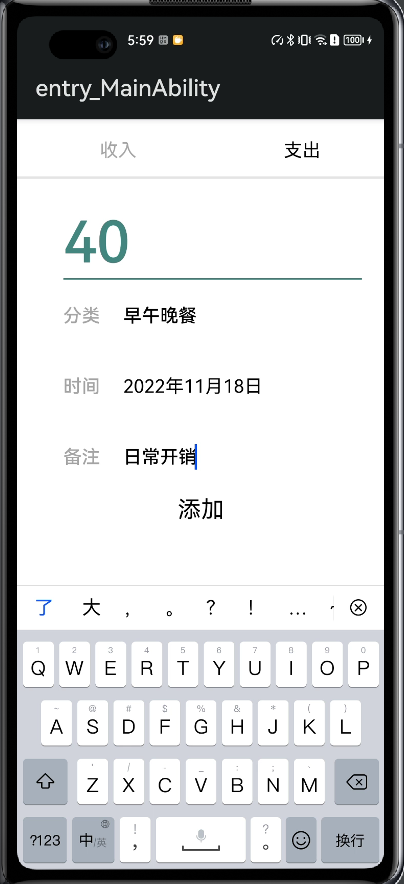 5:59 100
entry_MainAbility
收入 支出
40
分类 早午晚餐
时间 2022年11月18日
备注 日常开销
添加
了 大 , 。 ? ! …
1 2 3 4 5 6 7 8 9 0
Q W E R T Y U I O P
~ @ # $ % & * ( )
A S D F G H J K L
' / - _ : ; ,
Z X C V B N M
?123 中/英 ! , ? 。 换行